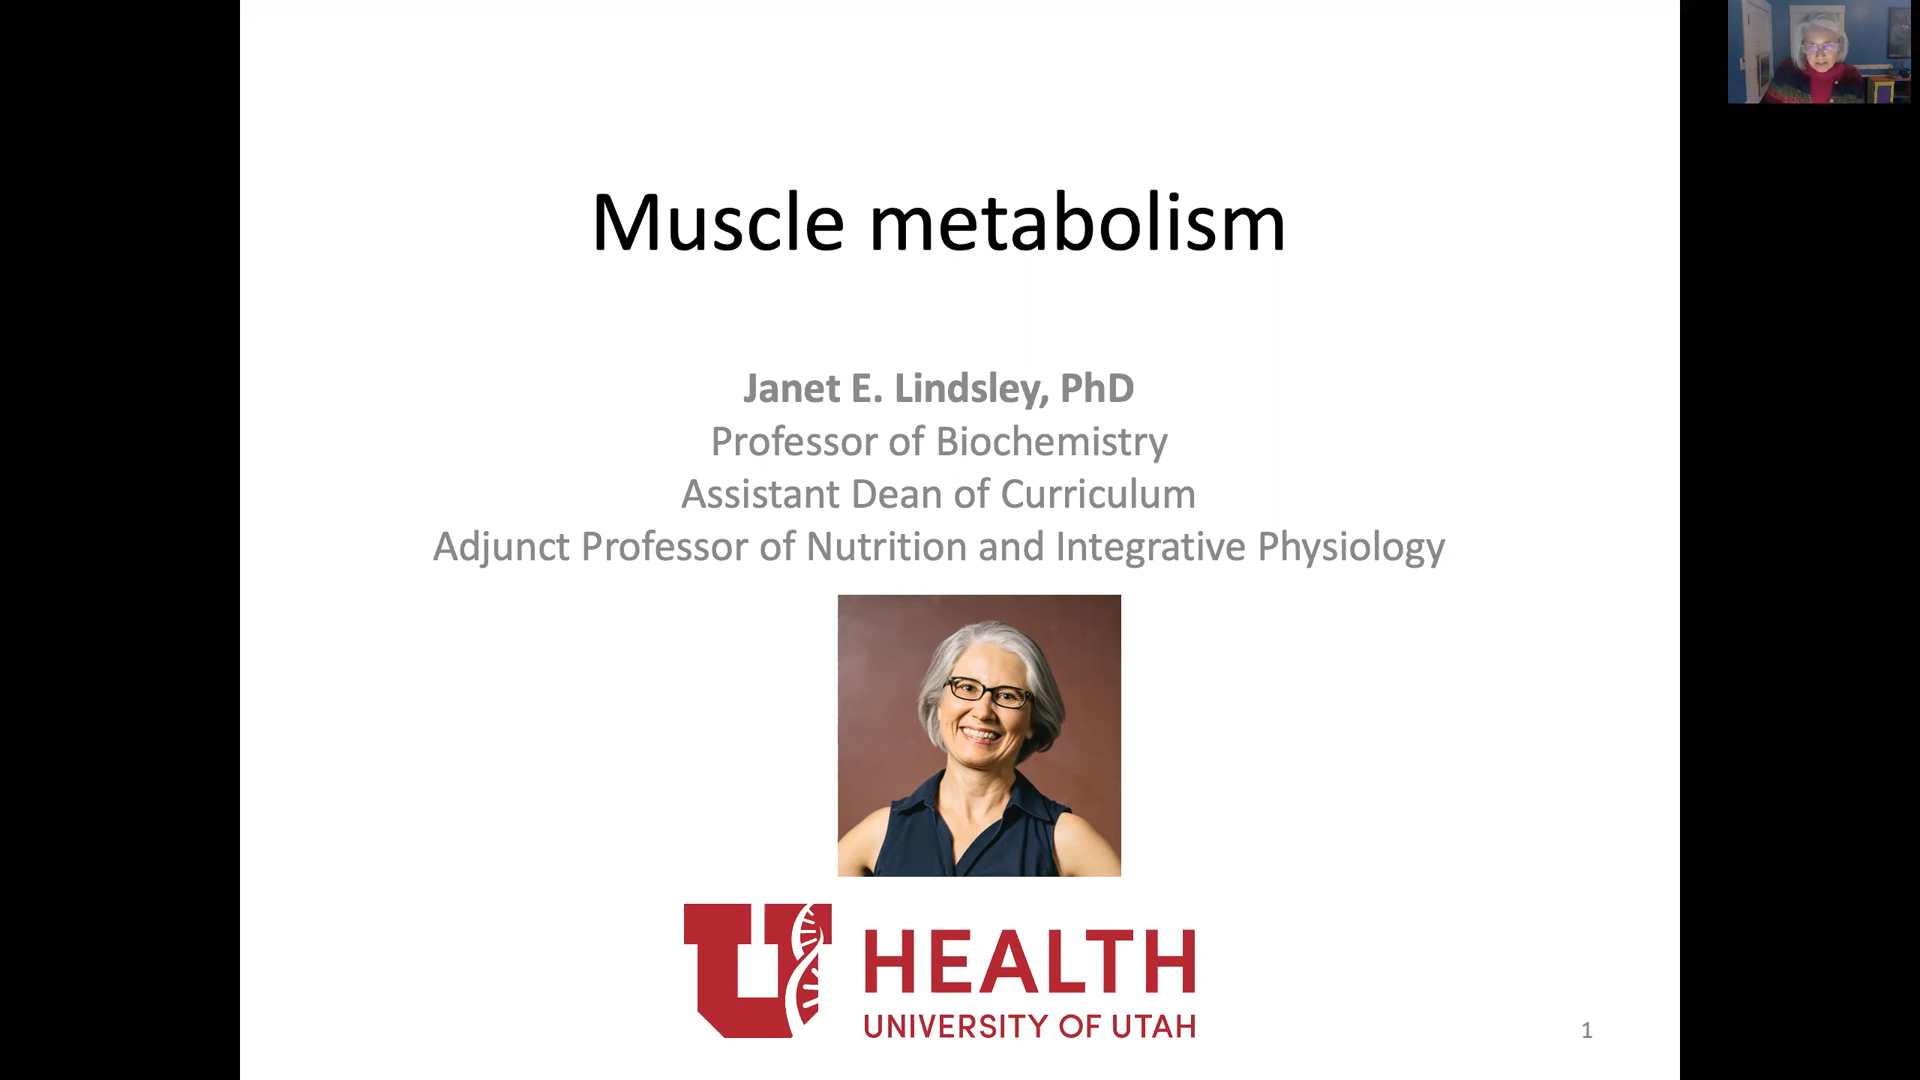 Muscle metabolism
Janet E. Lindsley, PhD
Professor of Biochemistry
Assistant Dean of Curriculum
Adjunct Professor of Nutrition and Integrative Physiology
U HEALTH
UNIVERSITY OF UTAH
1